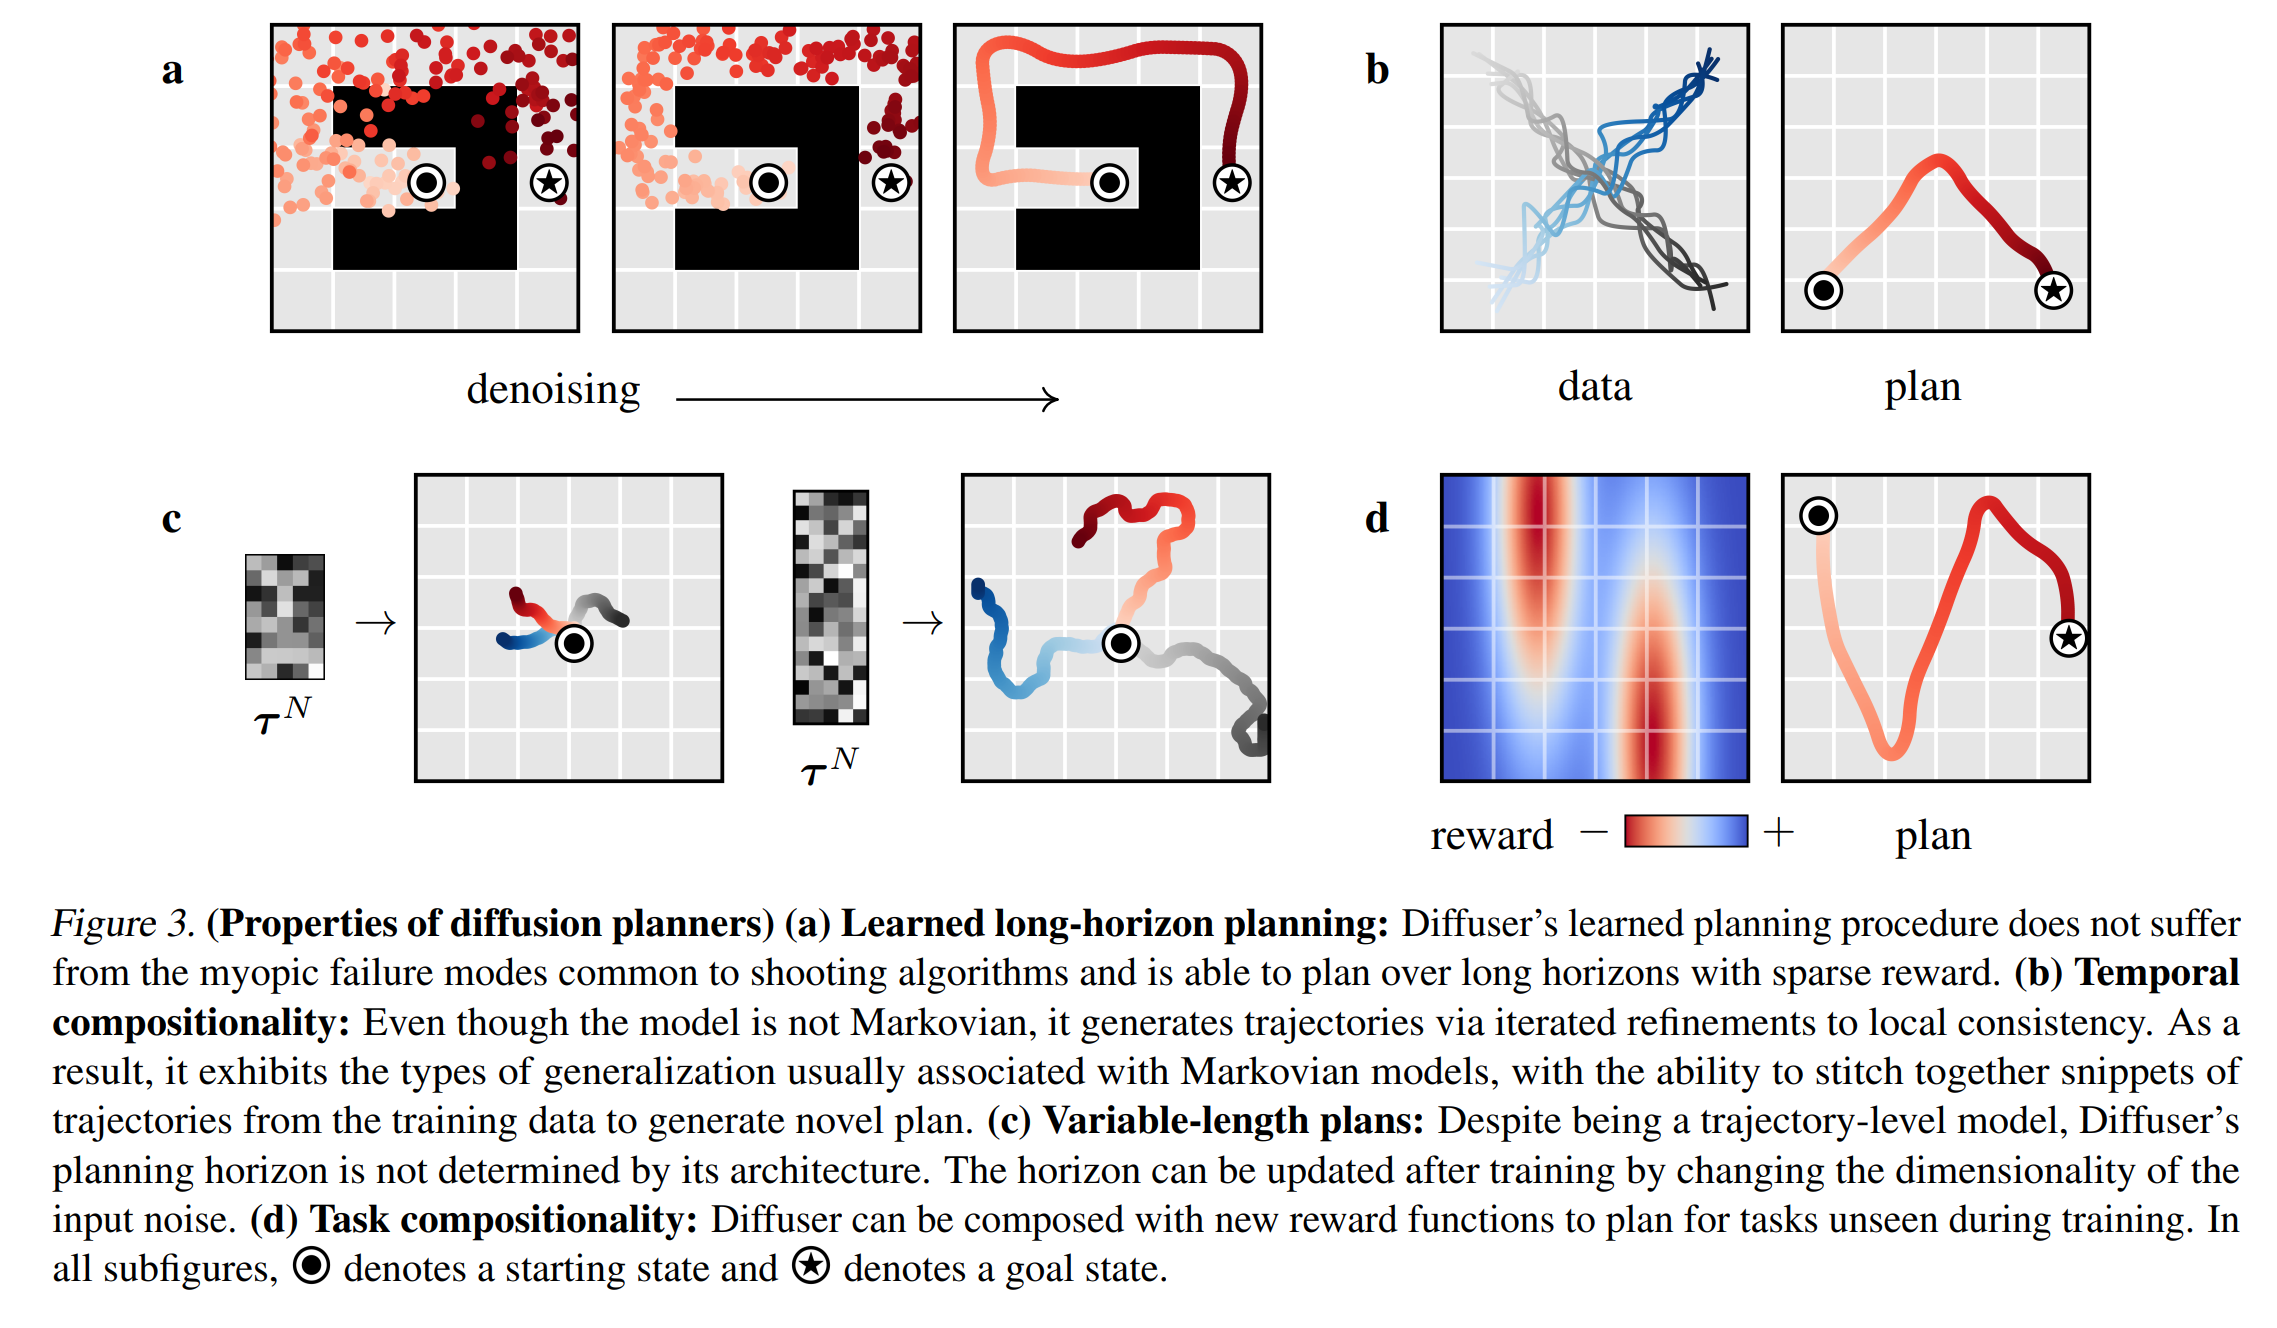 a
b
denoising
data
plan
c
τᴺ
τᴺ
d
reward − +
plan
Figure 3. (Properties of diffusion planners) (a) Learned long-horizon planning: Diffuser's learned planning procedure does not suffer
from the myopic failure modes common to shooting algorithms and is able to plan over long horizons with sparse reward. (b) Temporal
compositionality: Even though the model is not Markovian, it generates trajectories via iterated refinements to local consistency. As a
result, it exhibits the types of generalization usually associated with Markovian models, with the ability to stitch together snippets of
trajectories from the training data to generate novel plan. (c) Variable-length plans: Despite being a trajectory-level model, Diffuser's
planning horizon is not determined by its architecture. The horizon can be updated after training by changing the dimensionality of the
input noise. (d) Task compositionality: Diffuser can be composed with new reward functions to plan for tasks unseen during training. In
all subfigures, denotes a starting state and denotes a goal state.